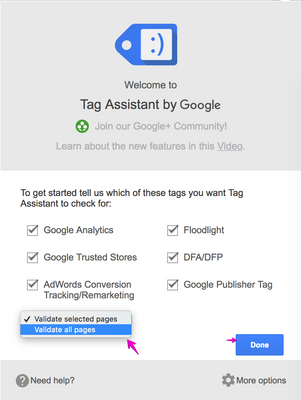 :)
Welcome to
Tag Assistant by Google
Join our Google+ Community!
Learn about the new features in this Video.
To get started tell us which of these tags you want Tag
Assistant to check for:
Google Analytics
Floodlight
Google Trusted Stores
DFA/DFP
AdWords Conversion
Tracking/Remarketing
Google Publisher Tag
✓ Validate selected pages
Validate all pages
Done
? Need help?
More options